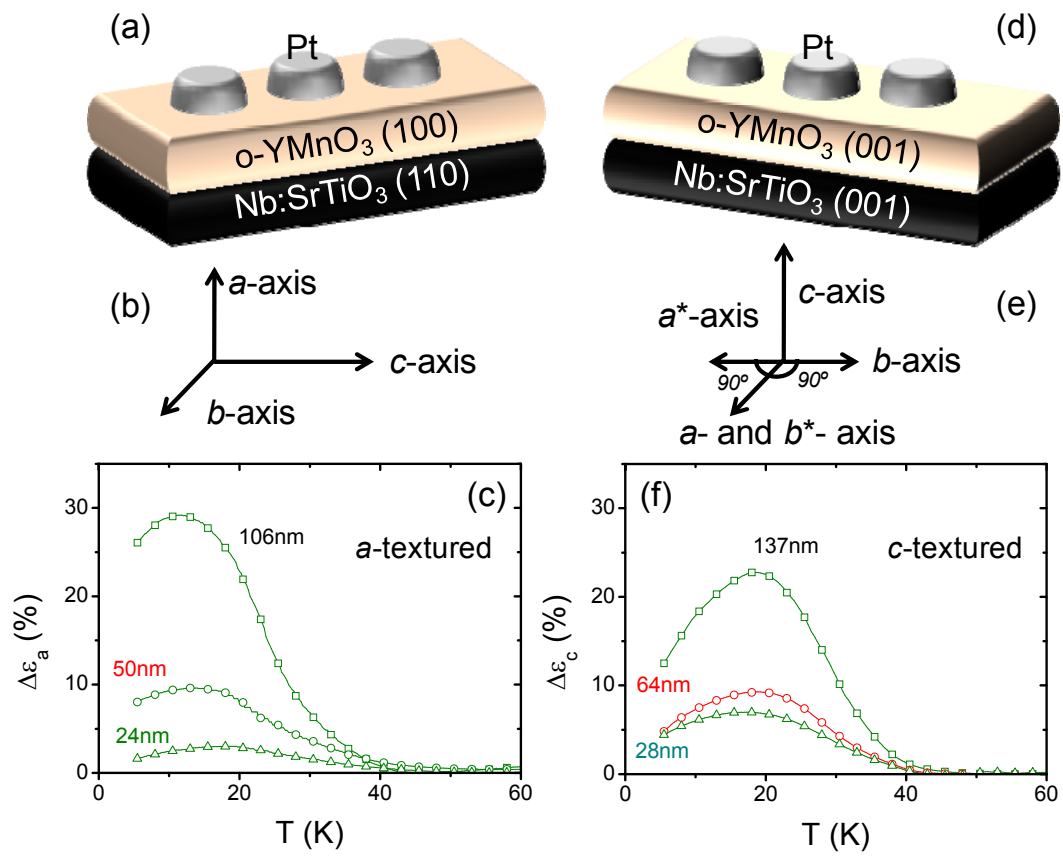 (a)
Pt
o-YMnO₃ (100)
Nb:SrTiO₃ (110)
(d)
Pt
o-YMnO₃ (001)
Nb:SrTiO₃ (001)
(b)
a-axis
c-axis
b-axis
(e)
c-axis
a*-axis
b-axis
90º 90º
a- and b*- axis
(c)
a-textured
106nm
50nm
24nm
30
20
10
0
Δεₐ (%)
0 20 40 60
T (K)
(f)
c-textured
137nm
64nm
28nm
30
20
10
0
Δε_c (%)
0 20 40 60
T (K)